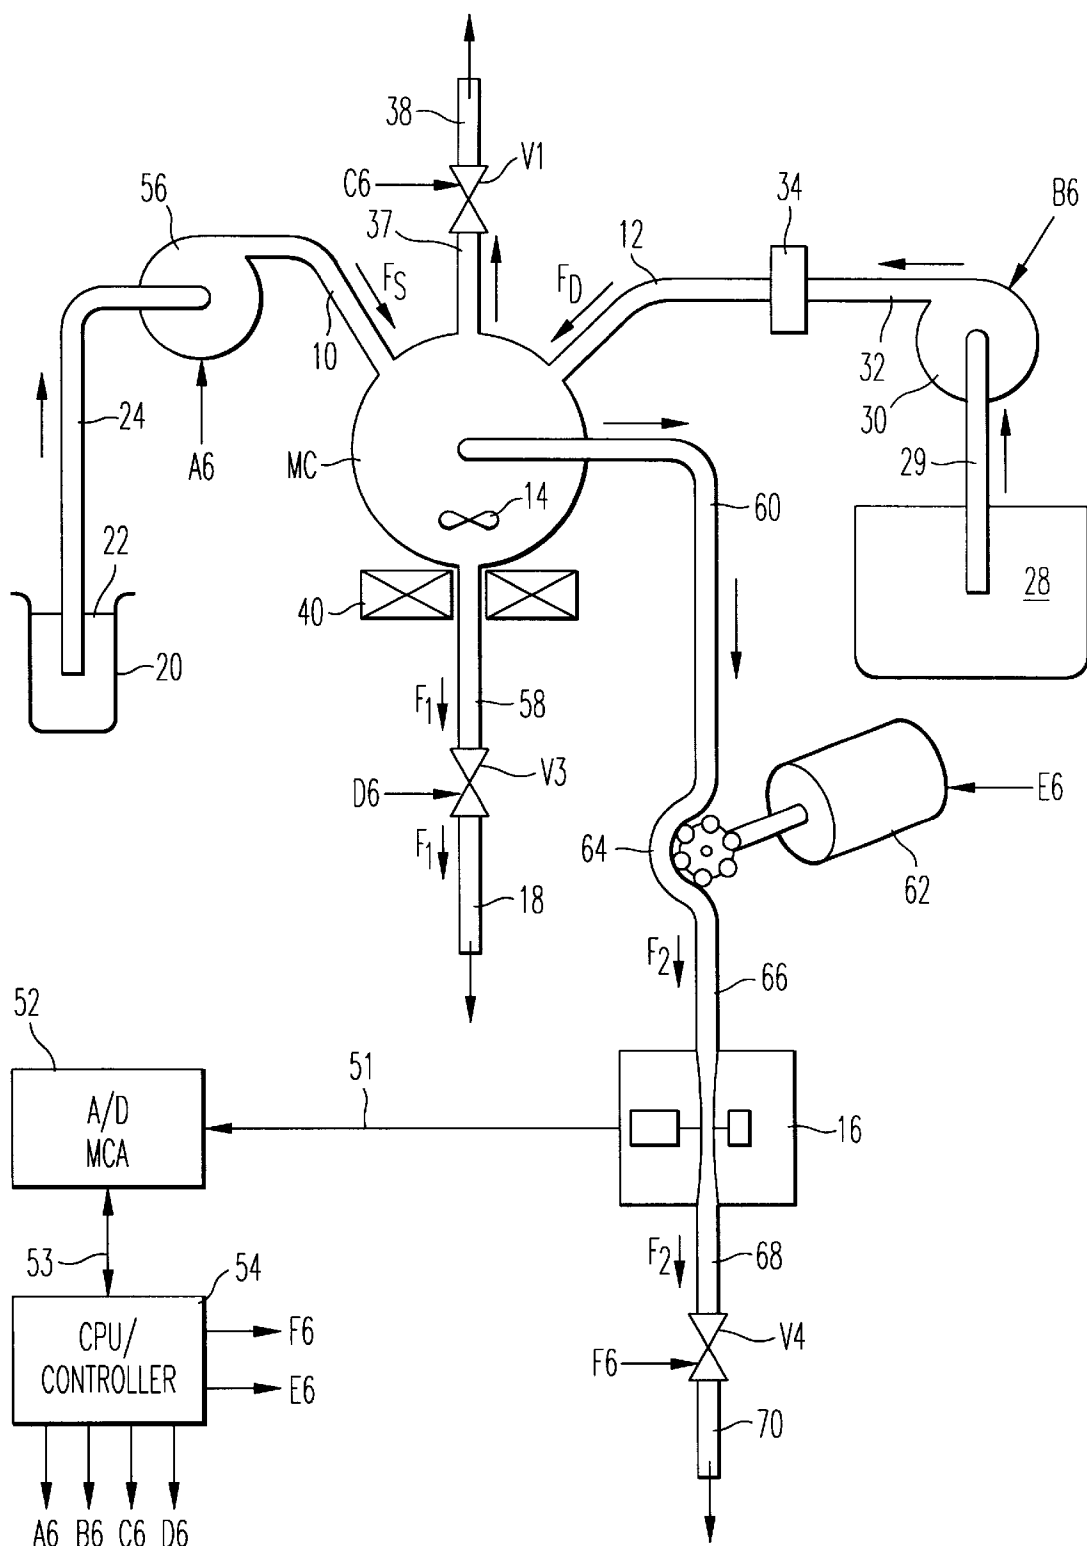 38
V1
C6
37
34
B6
56
12
FS
FD
10
32
30
24
A6
MC
29
14
60
22
28
40
20
F1
58
V3
D6
E6
F1
64
62
18
F2
66
52
51
A/D
MCA
16
53
54
F2
68
CPU/
CONTROLLER
F6
V4
F6
E6
70
A6 B6 C6 D6